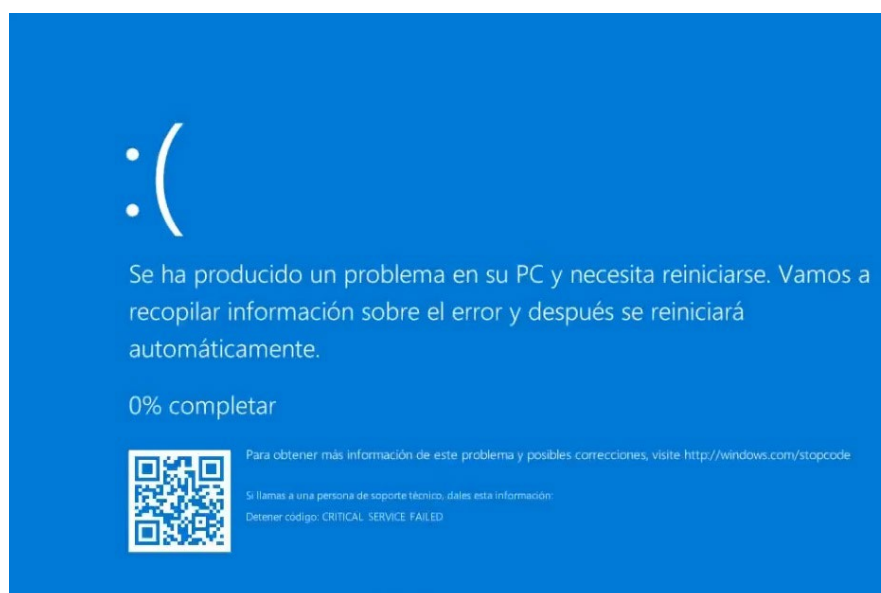 :(
Se ha producido un problema en su PC y necesita reiniciarse. Vamos a
recopilar información sobre el error y después se reiniciará
automáticamente.
0% completar
Para obtener más información de este problema y posibles correcciones, visite http://windows.com/stopcode
Si llamas a una persona de soporte técnico, dales esta información:
Detener código: CRITICAL SERVICE FAILED